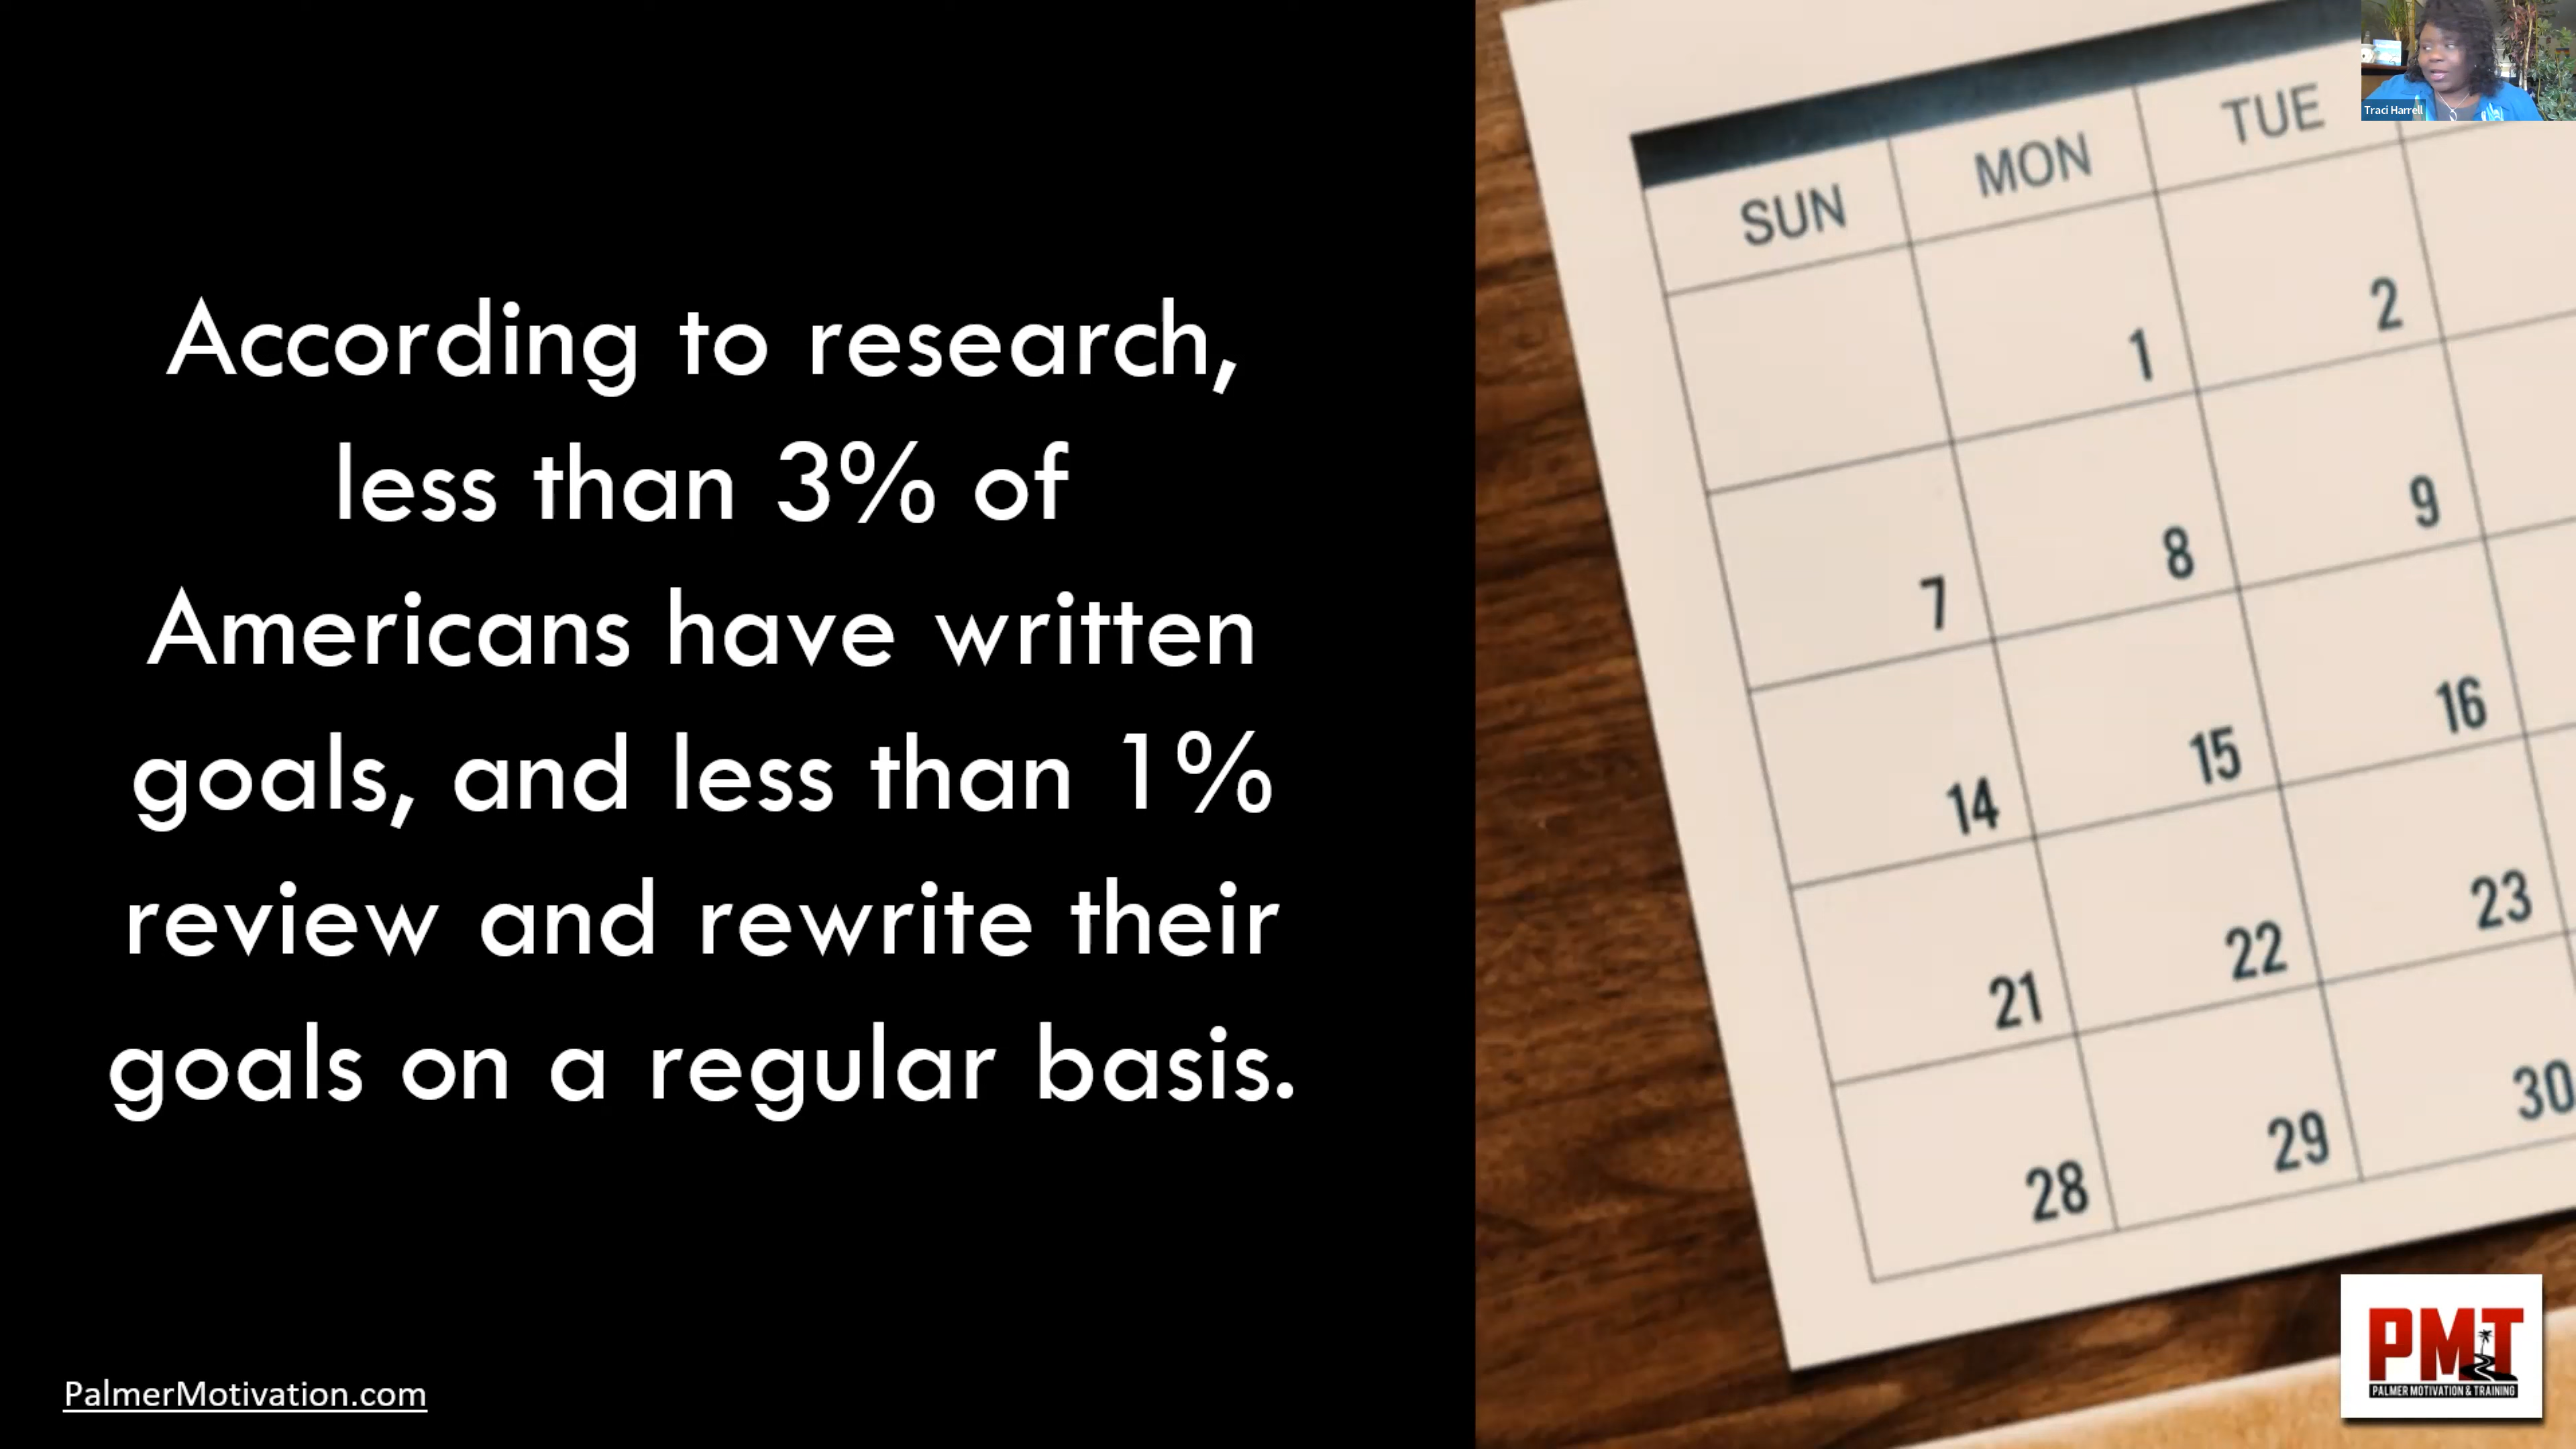 According to research,
less than 3% of
Americans have written
goals, and less than 1%
review and rewrite their
goals on a regular basis.
PalmerMotivation.com
SUN MON TUE
1 2
7 8 9
14 15 16
21 22 23
28 29 30
Traci Harrell
PMT
PALMER MOTIVATION & TRAINING